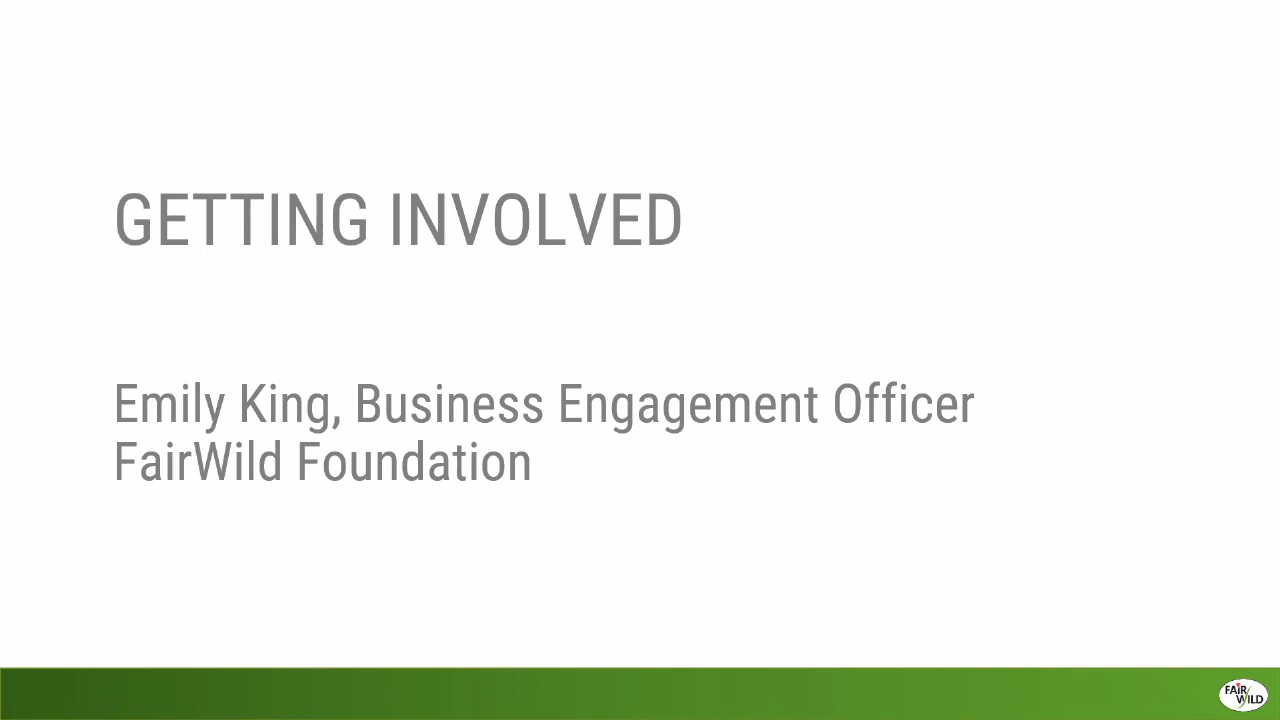 GETTING INVOLVED
Emily King, Business Engagement Officer
FairWild Foundation
FAIR
WILD